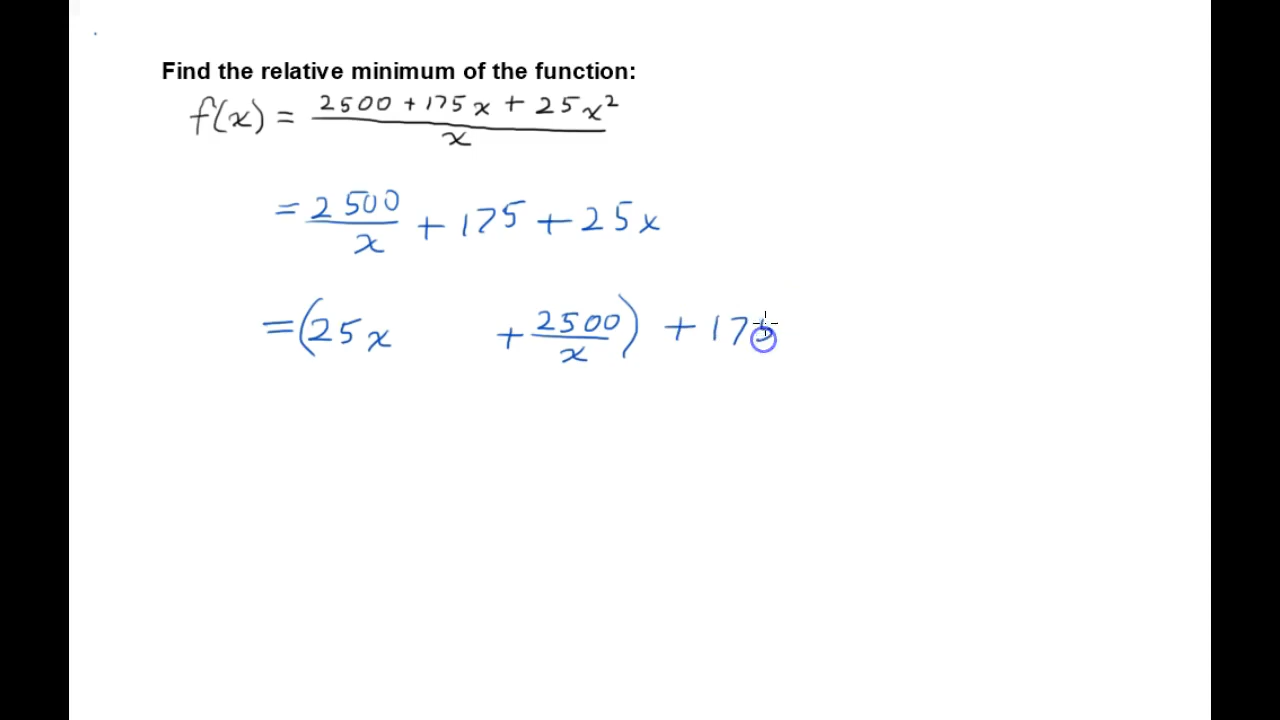 Find the relative minimum of the function:
f(x) = (2500 + 175x + 25x²)/x
= 2500/x + 175 + 25x
= (25x + 2500/x) + 175